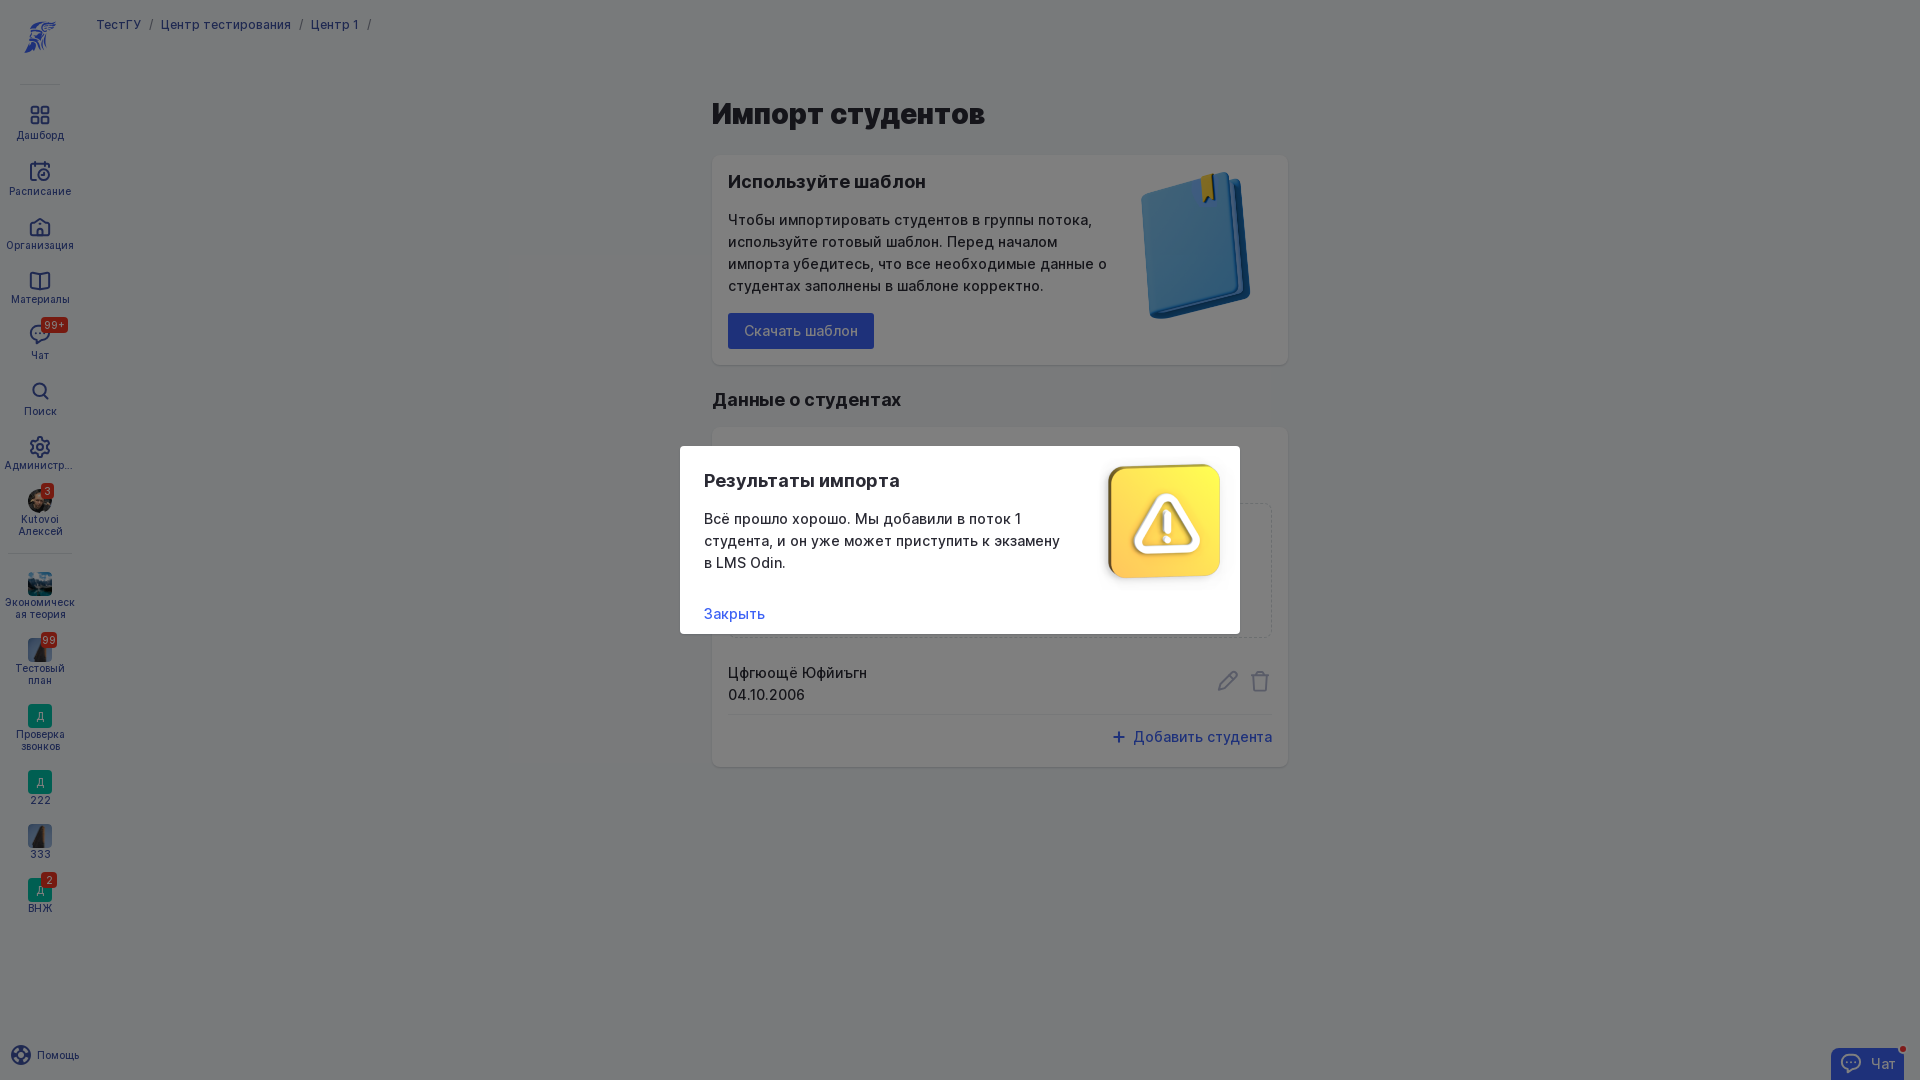 ТестГУ / Центр тестирования / Центр 1 /
Дашборд
Расписание
Организация
Материалы
99+
Чат
Поиск
Администр...
3
Kutovoi
Алексей
Экономическ
ая теория
99
Тестовый
план
Д
Проверка
звонков
Д
222
333
2
Д
ВНЖ
Помощь
Импорт студентов
Используйте шаблон
Чтобы импортировать студентов в группы потока,
используйте готовый шаблон. Перед началом
импорта убедитесь, что все необходимые данные о
студентах заполнены в шаблоне корректно.
Скачать шаблон
Данные о студентах
Результаты импорта
Всё прошло хорошо. Мы добавили в поток 1
студента, и он уже может приступить к экзамену
в LMS Odin.
Закрыть
Цфгюощё Юфйиъгн
04.10.2006
+ Добавить студента
Чат